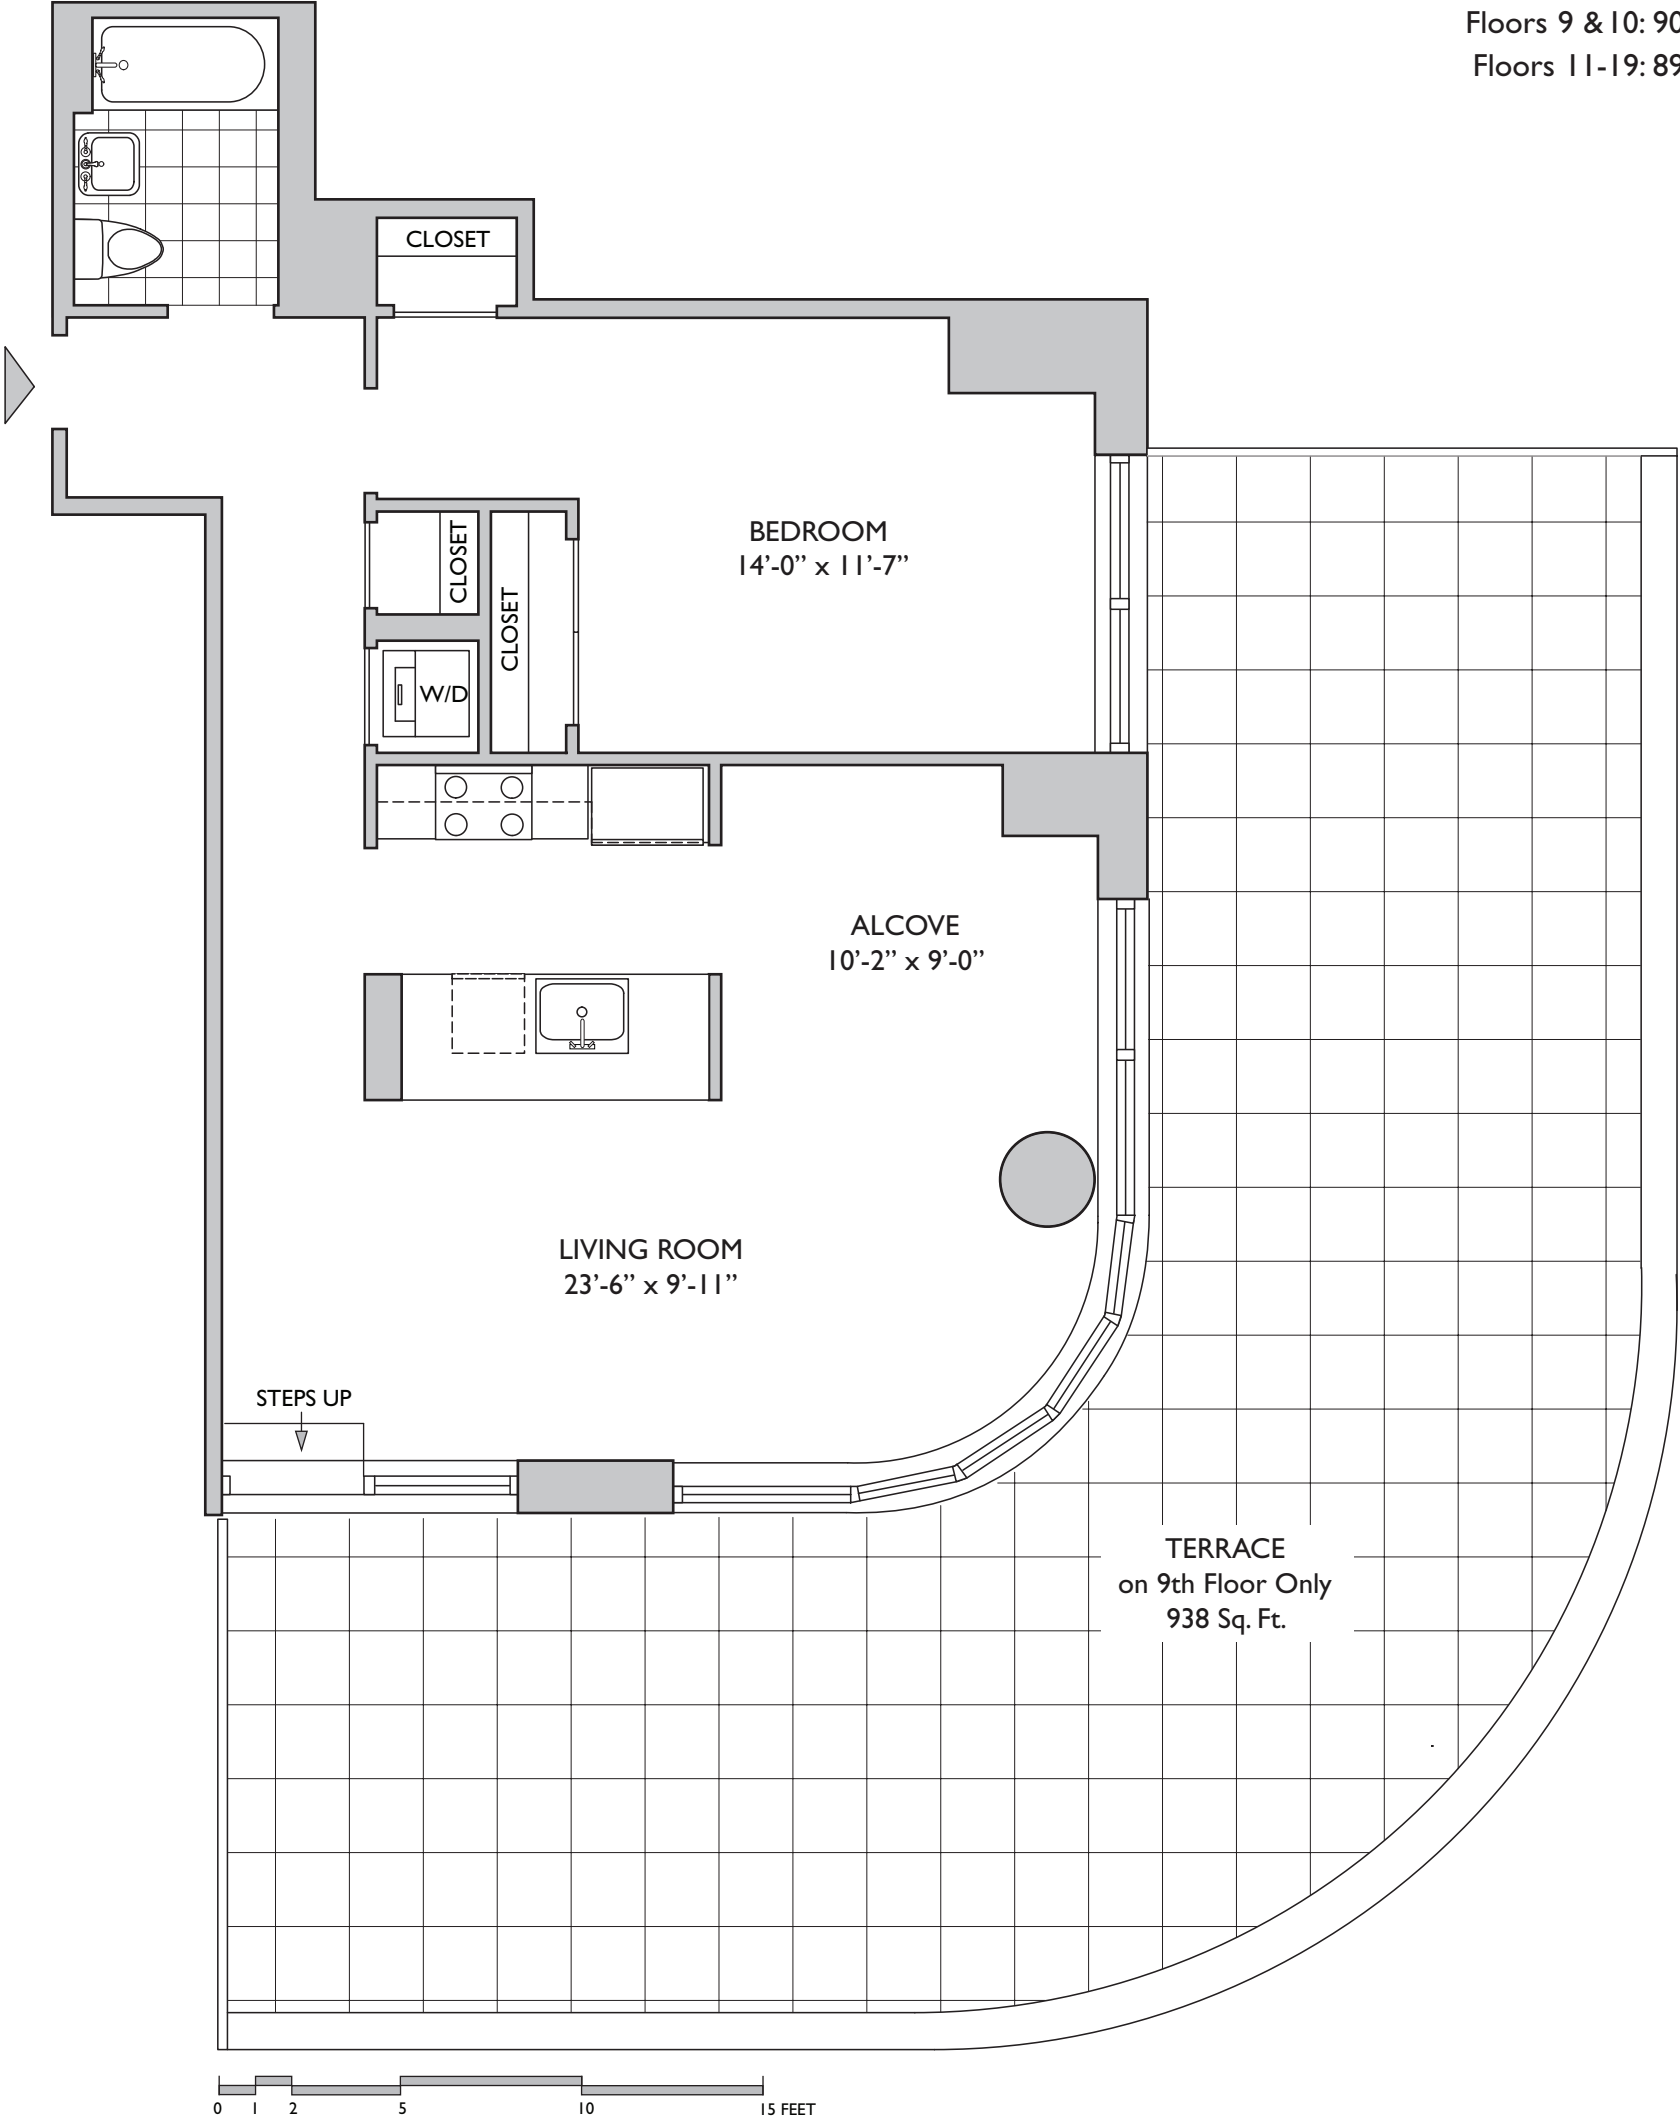 Floors 9 & 10: 90
Floors 11-19: 89
CLOSET
CLOSET
CLOSET
BEDROOM
14’-0” x 11’-7”
W/D
ALCOVE
10’-2” x 9’-0”
LIVING ROOM
23’-6” x 9’-11”
STEPS UP
TERRACE
on 9th Floor Only
938 Sq. Ft.
0 1 2 5 10 15 FEET